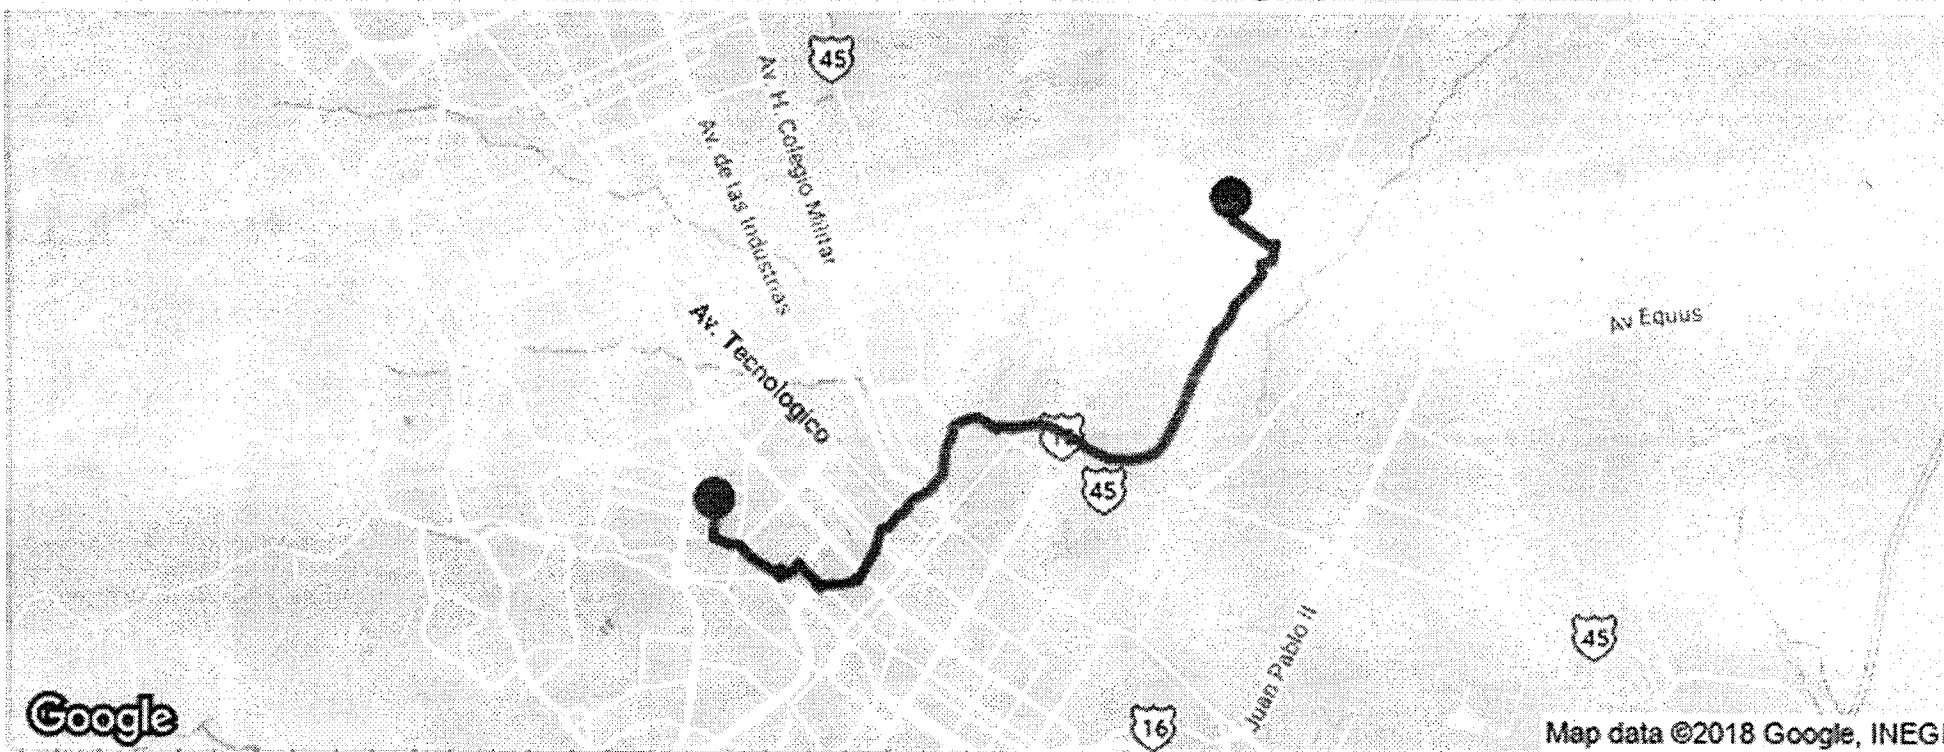 45
Av. H. Colegio Militar
Av. de las Industrias
Av. Tecnologico
Av Equus
45
Juan Pablo II
45
16
Google
Map data ©2018 Google, INEGI